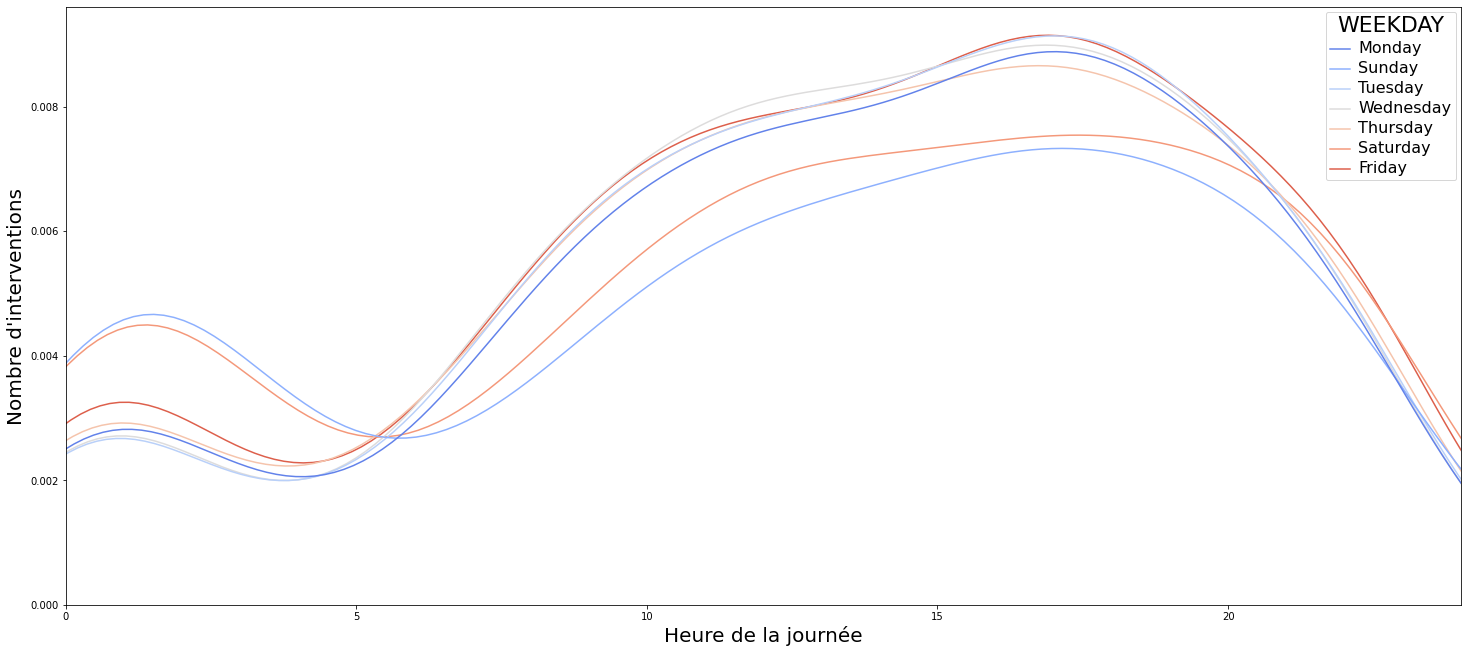 WEEKDAY
Monday
Sunday
Tuesday
Wednesday
Thursday
Saturday
Friday
Nombre d'interventions
0.008
0.006
0.004
0.002
0.000
0 5 10 15 20
Heure de la journée